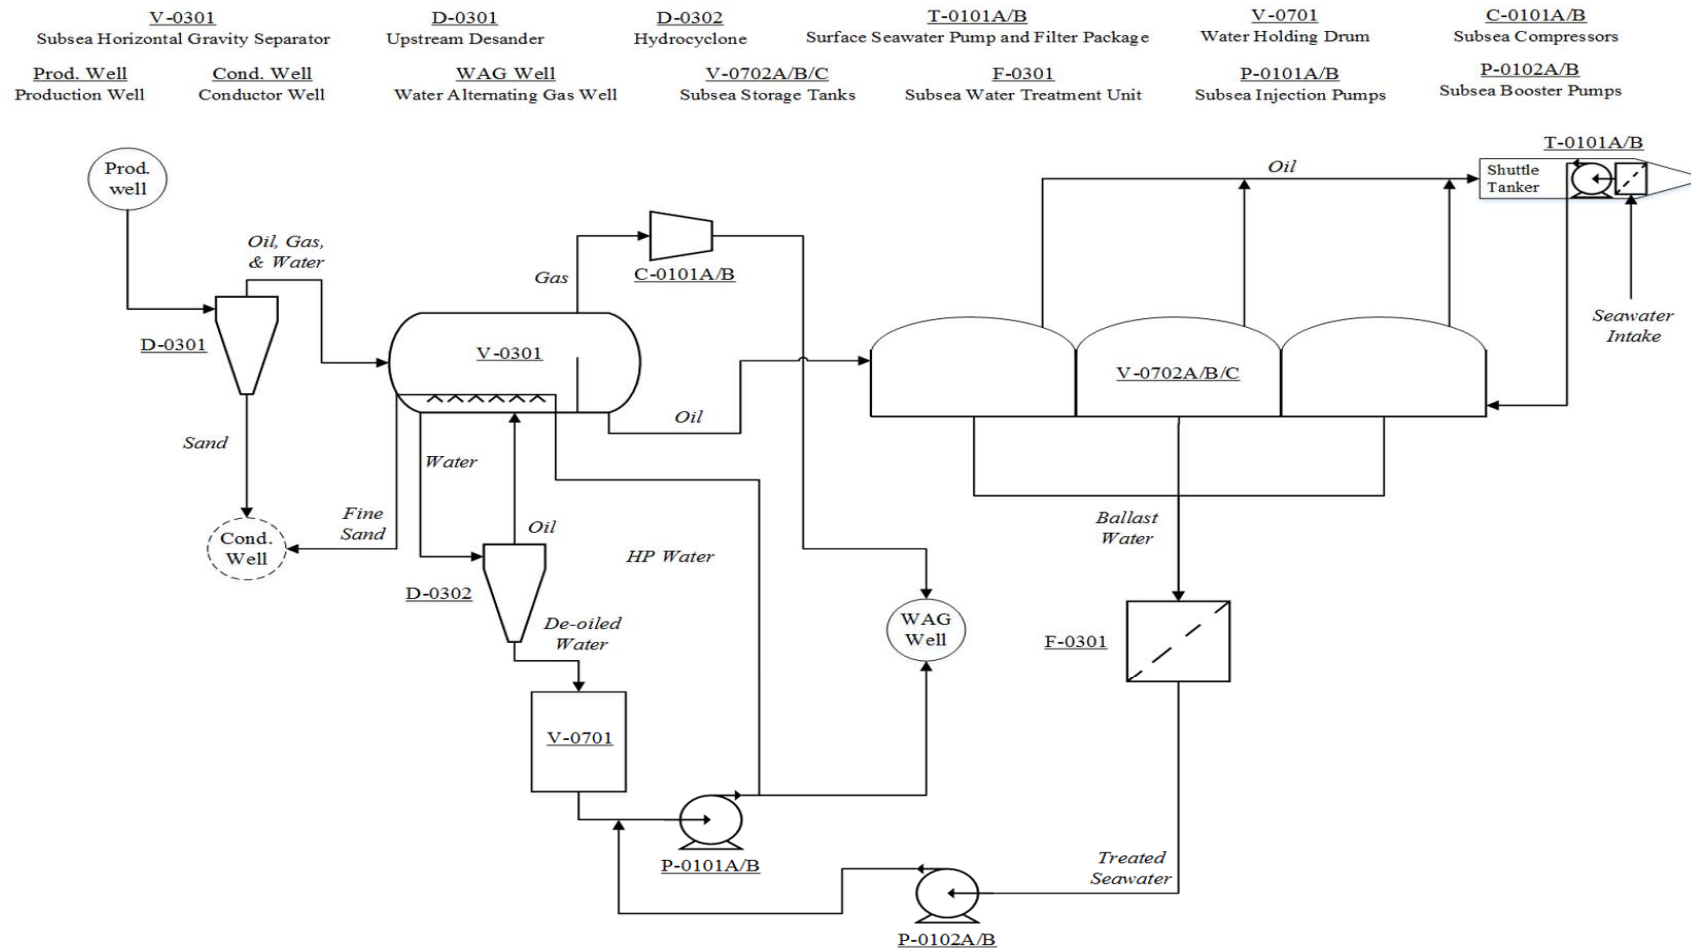 V-0301
Subsea Horizontal Gravity Separator
D-0301
Upstream Desander
D-0302
Hydrocyclone
T-0101A/B
Surface Seawater Pump and Filter Package
V-0701
Water Holding Drum
C-0101A/B
Subsea Compressors
Prod. Well
Production Well
Cond. Well
Conductor Well
WAG Well
Water Alternating Gas Well
V-0702A/B/C
Subsea Storage Tanks
F-0301
Subsea Water Treatment Unit
P-0101A/B
Subsea Injection Pumps
P-0102A/B
Subsea Booster Pumps
Prod.
well
Oil, Gas,
& Water
D-0301
Sand
Cond.
Well
Fine
Sand
V-0301
Gas
C-0101A/B
Water
Oil
Oil
D-0302
HP Water
De-oiled
Water
V-0701
P-0101A/B
WAG
Well
Oil
Shuttle
Tanker
T-0101A/B
Seawater
Intake
V-0702A/B/C
Ballast
Water
F-0301
Treated
Seawater
P-0102A/B